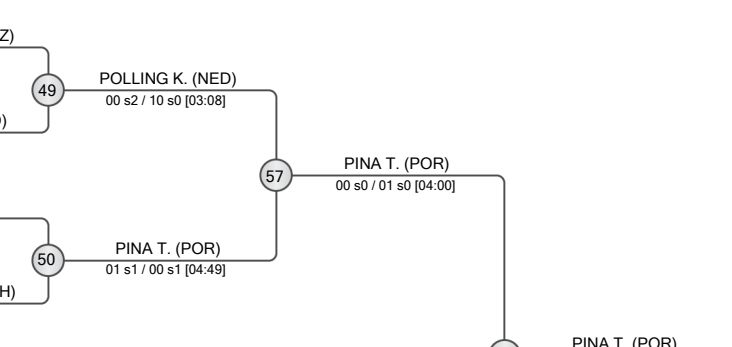 Z)
49
POLLING K. (NED)
00 s2 / 10 s0 [03:08]
)
PINA T. (POR)
57
00 s0 / 01 s0 [04:00]
PINA T. (POR)
50
01 s1 / 00 s1 [04:49]
H)
PINA T. (POR)